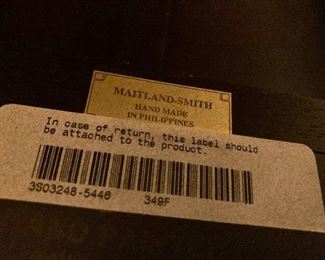 MAITLAND-SMITH
HAND MADE
IN PHILIPPINES
In case of return, this label should
be attached to the product.
3S03248-5446 349F